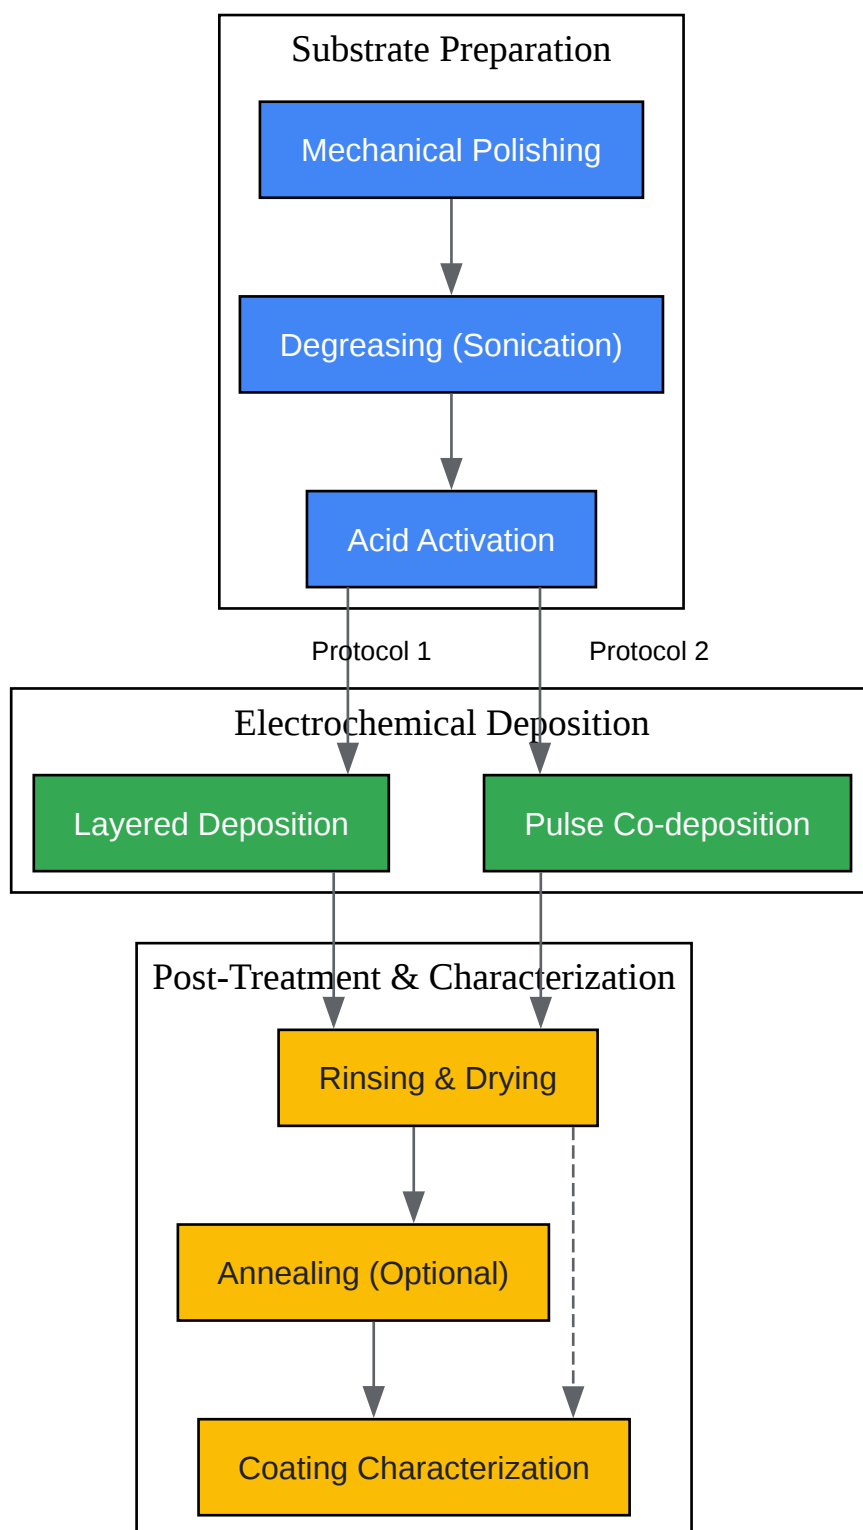 Substrate Preparation
Mechanical Polishing
Degreasing (Sonication)
Acid Activation
Protocol 1
Protocol 2
Electrochemical Deposition
Layered Deposition
Pulse Co-deposition
Post-Treatment & Characterization
Rinsing & Drying
Annealing (Optional)
Coating Characterization